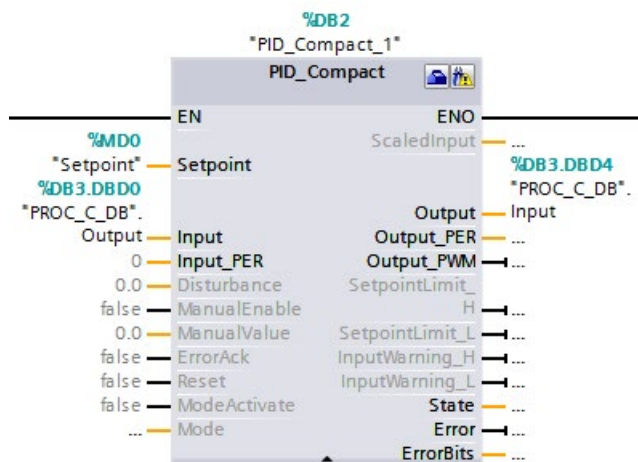 %DB2
"PID_Compact_1"
PID_Compact
EN ENO
%MD0 ScaledInput ...
"Setpoint" Setpoint %DB3.DBD4
%DB3.DBD0 "PROC_C_DB".
"PROC_C_DB". Output Input
Output Input Output_PER ...
0 Input_PER Output_PWM ...
0.0 Disturbance SetpointLimit_
false ManualEnable H ...
0.0 ManualValue SetpointLimit_L ...
false ErrorAck InputWarning_H ...
false Reset InputWarning_L ...
false ModeActivate State ...
... Mode Error ...
ErrorBits ...